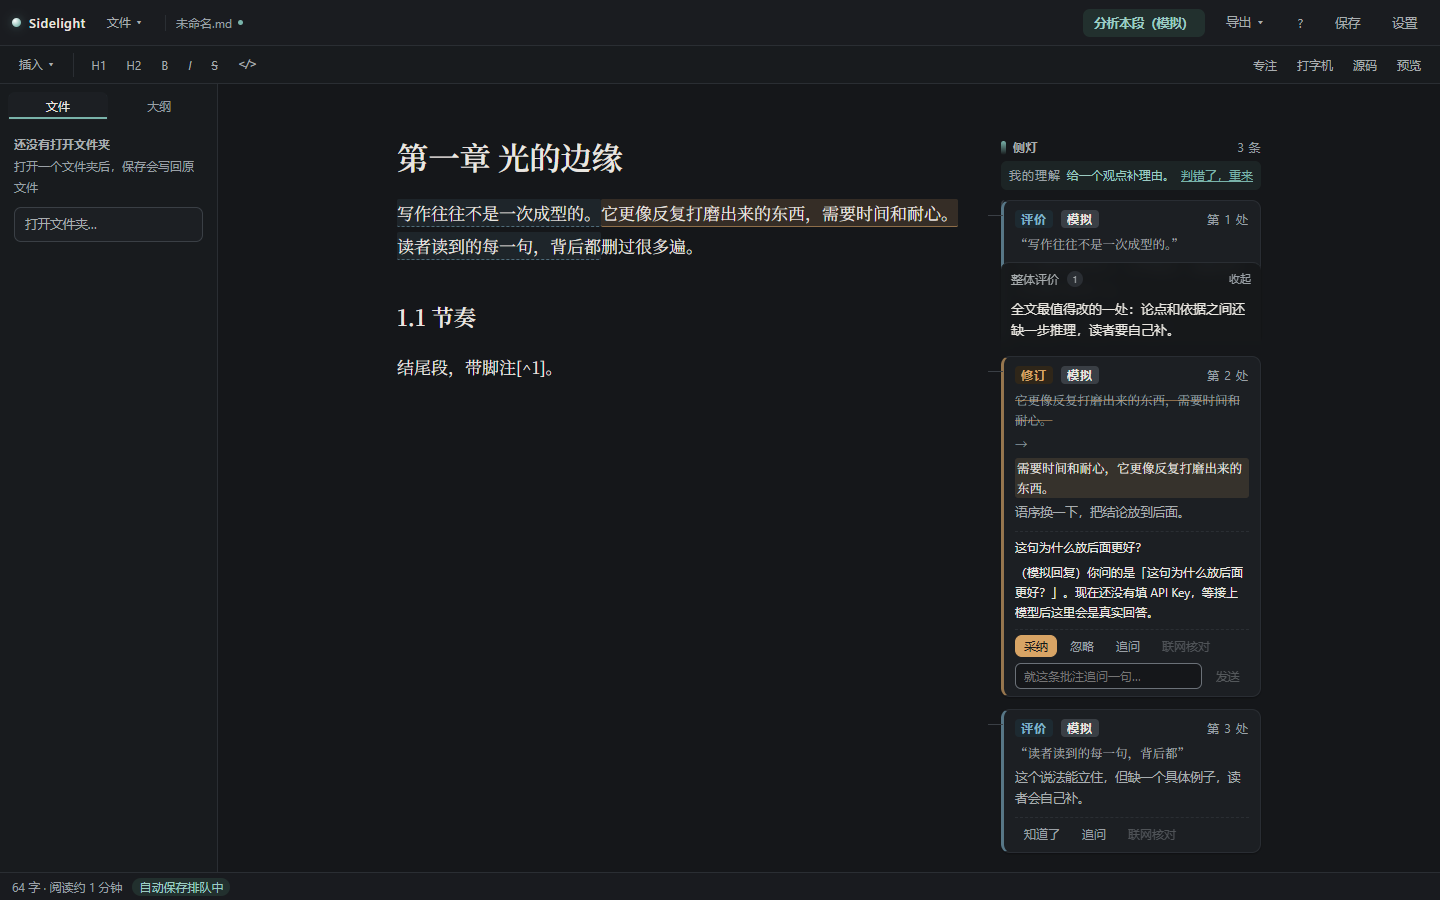 Sidelight 文件 未命名.md 分析本段（模拟） 导出 ? 保存 设置
插入 H1 H2 B I S </> 专注 打字机 源码 预览
文件 大纲
还没有打开文件夹
打开一个文件夹后，保存会写回原
文件
打开文件夹...
第一章 光的边缘
写作往往不是一次成型的。它更像反复打磨出来的东西，需要时间和耐心。
读者读到的每一句，背后都删过很多遍。
1.1 节奏
结尾段，带脚注[^1]。
侧灯 3 条
我的理解 给一个观点补理由。 判错了，重来
评价 模拟 第 1 处
“写作往往不是一次成型的。”
整体评价 1 收起
全文最值得改的一处：论点和依据之间还
缺一步推理，读者要自己补。
修订 模拟 第 2 处
它更像反复打磨出来的东西，需要时间和
耐心。
→
需要时间和耐心，它更像反复打磨出来的
东西。
语序换一下，把结论放到后面。
这句为什么放后面更好？
（模拟回复）你问的是「这句为什么放后面
更好？」。现在还没有填 API Key，等接上
模型后这里会是真实回答。
采纳 忽略 追问 联网核对
就这条批注追问一句... 发送
评价 模拟 第 3 处
“读者读到的每一句，背后都”
这个说法能立住，但缺一个具体例子，读
者会自己补。
知道了 追问 联网核对
64 字 · 阅读约 1 分钟 自动保存排队中